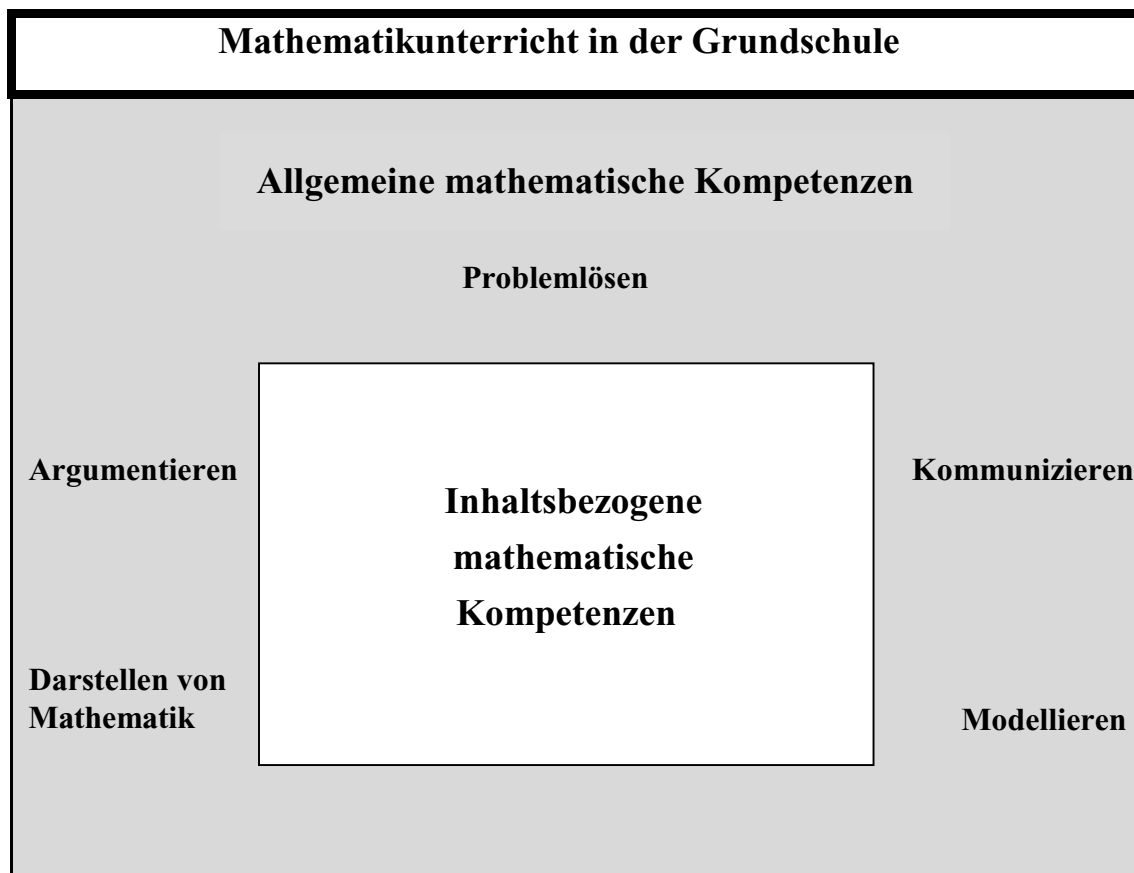 Mathematikunterricht in der Grundschule
Allgemeine mathematische Kompetenzen
Problemlösen
Argumentieren
Kommunizieren
Inhaltsbezogene
mathematische
Kompetenzen
Darstellen von
Mathematik
Modellieren